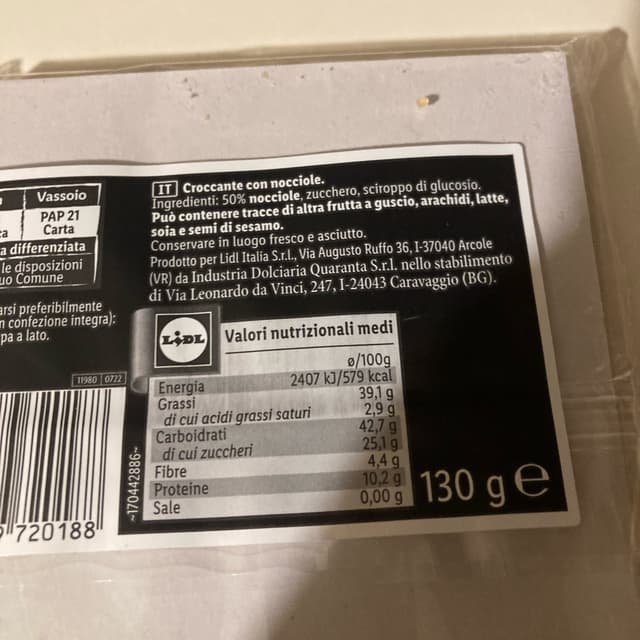 Vassoio
PAP 21
Carta
a differenziata
le disposizioni
uo Comune
arsi preferibilmente
n confezione integra):
pa a lato.
11980 0722
720188
~170442886~
IT Croccante con nocciole.
Ingredienti: 50% nocciole, zucchero, sciroppo di glucosio.
Può contenere tracce di altra frutta a guscio, arachidi, latte,
soia e semi di sesamo.
Conservare in luogo fresco e asciutto.
Prodotto per Lidl Italia S.r.l., Via Augusto Ruffo 36, I-37040 Arcole
(VR) da Industria Dolciaria Quaranta S.r.l. nello stabilimento
di Via Leonardo da Vinci, 247, I-24043 Caravaggio (BG).
LIDL
Valori nutrizionali medi
ø/100g
Energia 2407 kJ/579 kcal
Grassi 39,1 g
di cui acidi grassi saturi 2,9 g
Carboidrati 42,7 g
di cui zuccheri 25,1 g
Fibre 4,4 g
Proteine 10,2 g
Sale 0,00 g
130 g e